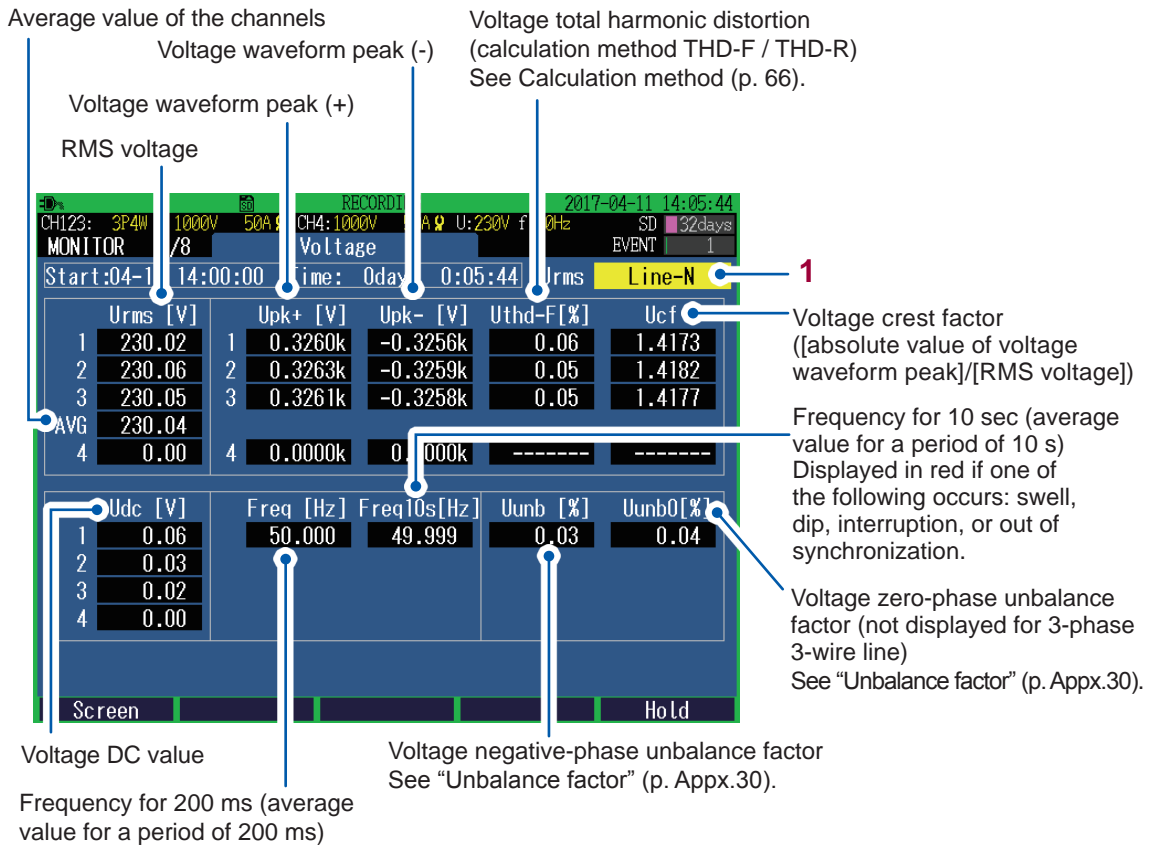 Average value of the channels
Voltage waveform peak (-)
Voltage total harmonic distortion
(calculation method THD-F / THD-R)
See Calculation method (p. 66).
Voltage waveform peak (+)
RMS voltage
SD RECORDI 2017-04-11 14:05:44
CH123: 3P4W 1000V 50A CH4:1000V A U:230V f 0Hz SD 32days
MONITOR /8 Voltage EVENT 1
Start:04-1 14:00:00 Time: 0day 0:05:44 Urms Line-N
1
Urms [V] Upk+ [V] Upk- [V] Uthd-F[%] Ucf
1 230.02 1 0.3260k -0.3256k 0.06 1.4173
2 230.06 2 0.3263k -0.3259k 0.05 1.4182
3 230.05 3 0.3261k -0.3258k 0.05 1.4177
AVG 230.04
4 0.00 4 0.0000k 0.0000k ------- -------
Voltage crest factor
([absolute value of voltage
waveform peak]/[RMS voltage])
Frequency for 10 sec (average
value for a period of 10 s)
Displayed in red if one of
the following occurs: swell,
dip, interruption, or out of
synchronization.
Udc [V] Freq [Hz] Freq10s[Hz] Uunb [%] Uunb0[%]
1 0.06 50.000 49.999 0.03 0.04
2 0.03
3 0.02
4 0.00
Voltage zero-phase unbalance
factor (not displayed for 3-phase
3-wire line)
See “Unbalance factor” (p. Appx.30).
Screen Hold
Voltage DC value
Voltage negative-phase unbalance factor
See “Unbalance factor” (p. Appx.30).
Frequency for 200 ms (average
value for a period of 200 ms)